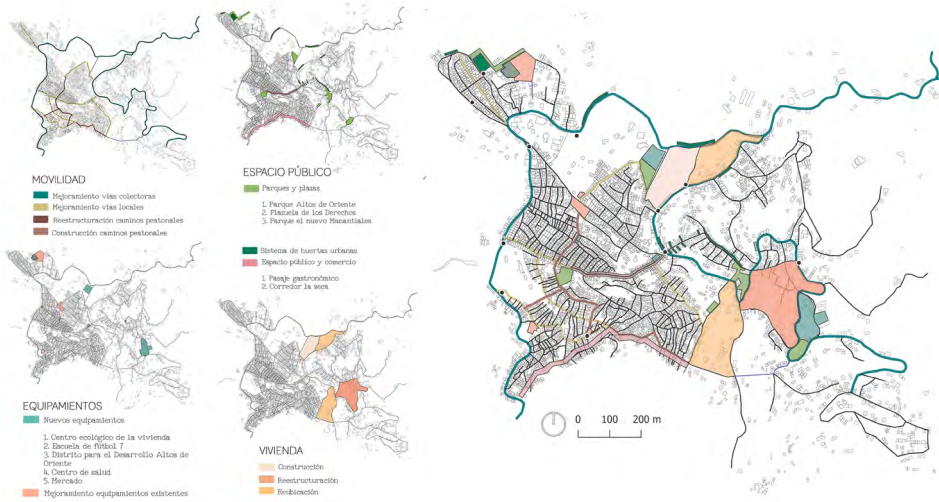 MOVILIDAD
Mejoramiento vías colectoras
Mejoramiento vías locales
Reestructuración caminos peatonales
Construcción caminos peatonales
ESPACIO PÚBLICO
Parques y plazas
1. Parque Altos de Oriente
2. Plazuela de los Derechos
3. Parque el nuevo Manantiales
Sistema de huertas urbanas
Espacio público y comercio
1. Pasaje gastronómico
2. Corredor la seca
EQUIPAMIENTOS
Nuevos equipamientos
1. Centro ecológico de la vivienda
2. Escuela de fútbol 7
3. Distrito para el Desarrollo Altos de
Oriente
4. Centro de salud
5. Mercado
Mejoramiento equipamientos existentes
VIVIENDA
Construcción
Reestructuración
Reubicación
0 100 200 m